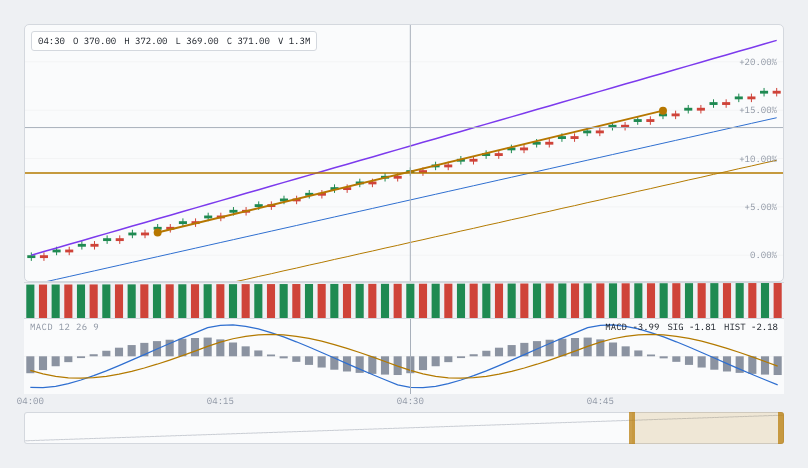 04:30 O 370.00 H 372.00 L 369.00 C 371.00 V 1.3M
+20.00%
+15.00%
+10.00%
+5.00%
0.00%
MACD 12 26 9
MACD -3.99 SIG -1.81 HIST -2.18
04:00 04:15 04:30 04:45